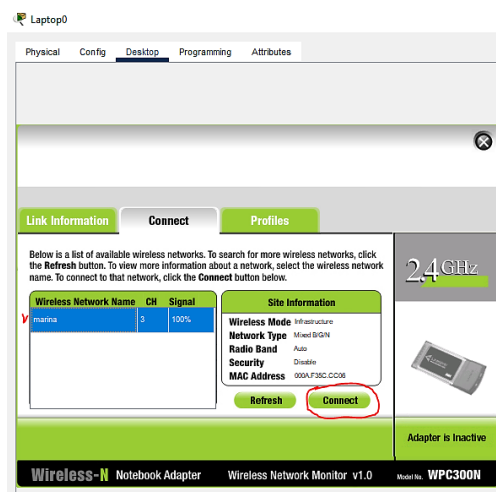 Laptop0
Physical Config Desktop Programming Attributes
Link Information Connect Profiles
Below is a list of available wireless networks. To search for more wireless networks, click
the Refresh button. To view more information about a network, select the wireless network
name. To connect to that network, click the Connect button below.
2,4GHz
Wireless Network Name CH Signal
marina 3 100%
Site Information
Wireless Mode Infrastructure
Network Type Mixed B/G/N
Radio Band Auto
Security Disable
MAC Address 000A.F35C.CC06
Refresh Connect
Adapter is Inactive
Wireless-N Notebook Adapter Wireless Network Monitor v1.0 Model No. WPC300N